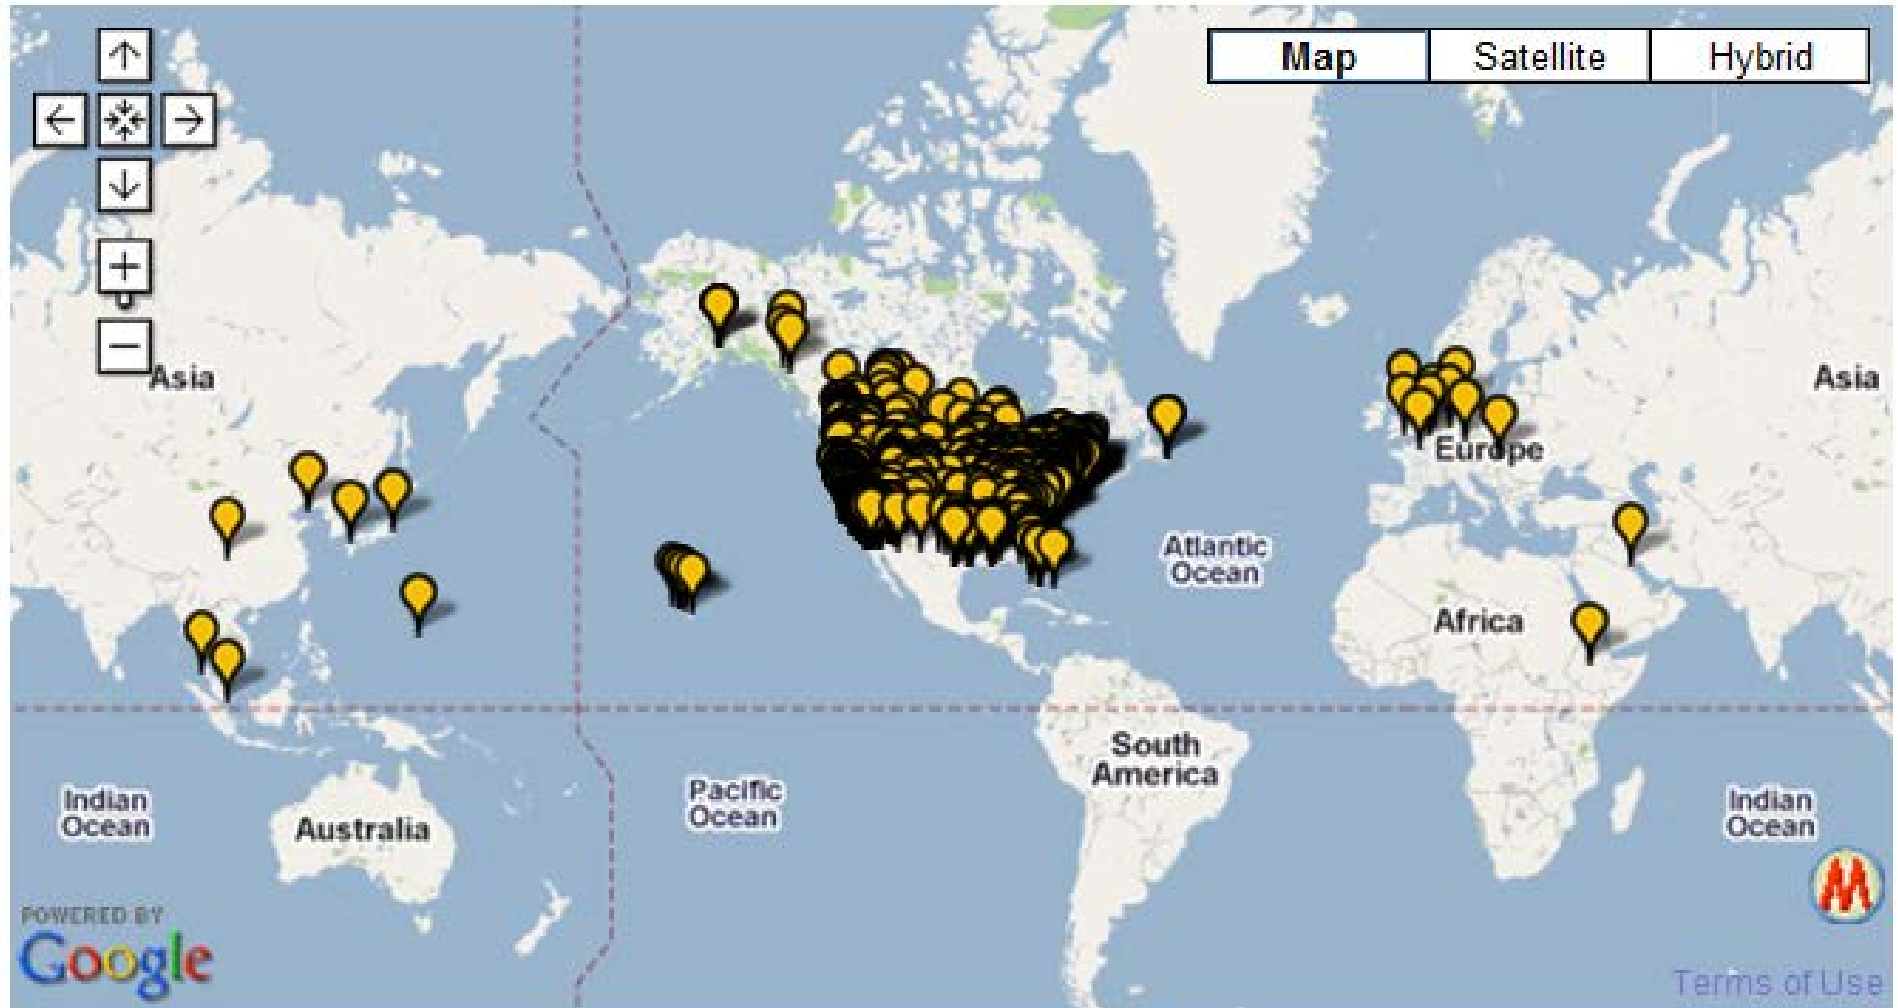 Map Satellite Hybrid
Asia
Asia
Europe
Atlantic
Ocean
Africa
South
America
Indian
Ocean
Australia
Pacific
Ocean
Indian
Ocean
POWERED BY
Google
Terms of Use